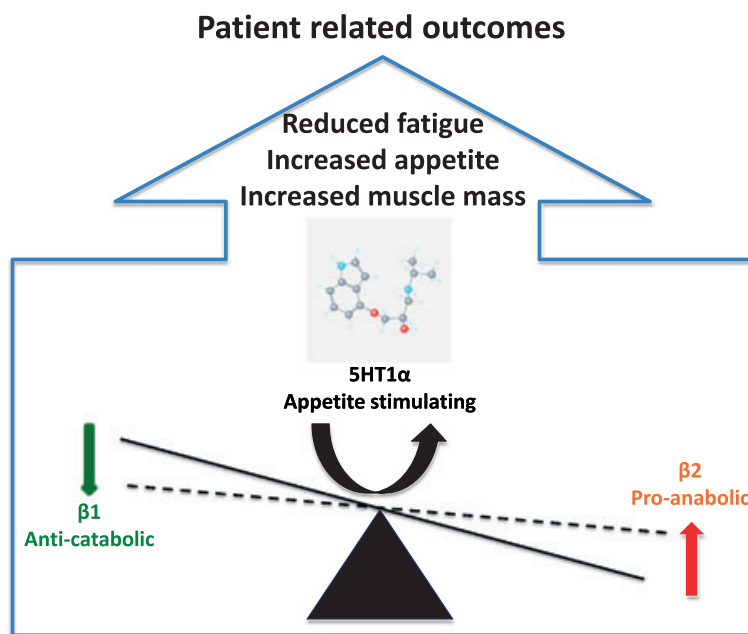 Patient related outcomes
Reduced fatigue
Increased appetite
Increased muscle mass
5HT1α
Appetite stimulating
β1
Anti-catabolic
β2
Pro-anabolic